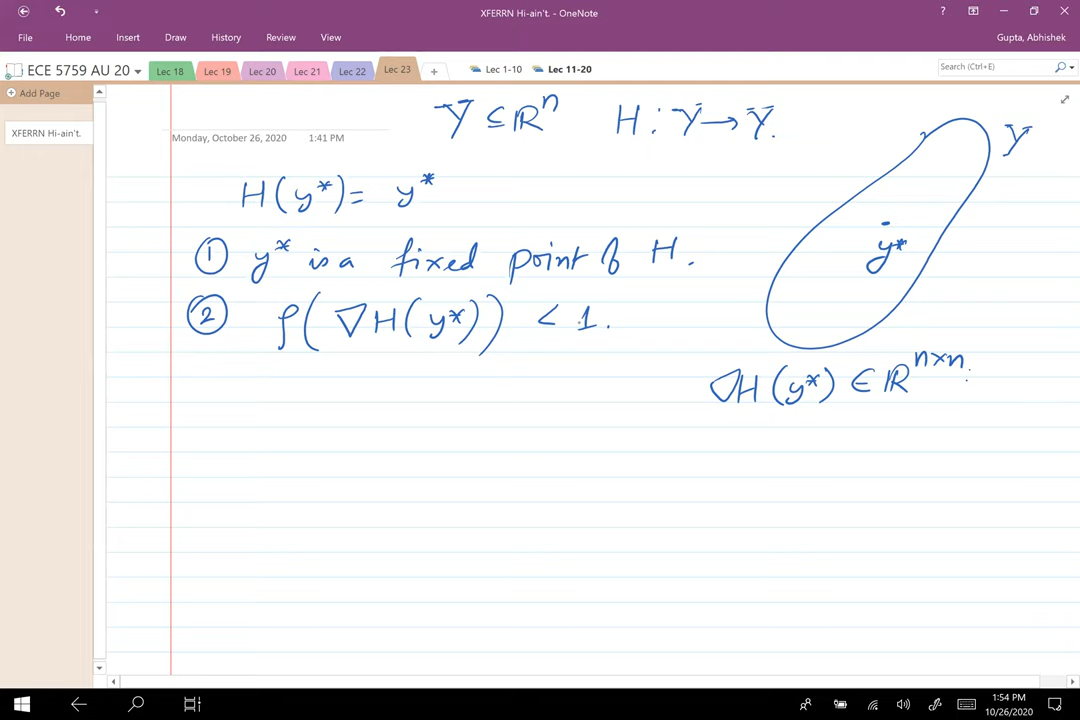 XFERRN Hi-ain't. - OneNote
?
File Home Insert Draw History Review View
Gupta, Abhishek
ECE 5759 AU 20
Lec 18 Lec 19 Lec 20 Lec 21 Lec 22 Lec 23 +
Lec 1-10 Lec 11-20
Search (Ctrl+E)
Add Page
XFERRN Hi-ain't.
Monday, October 26, 2020 1:41 PM
Y ⊆ ℝⁿ H : Y → Y.
Y
H(y*) = y*
y*
① y* is a fixed point of H.
② ρ(∇H(y*)) < 1.
∇H(y*) ∈ ℝⁿˣⁿ.
1:54 PM
10/26/2020